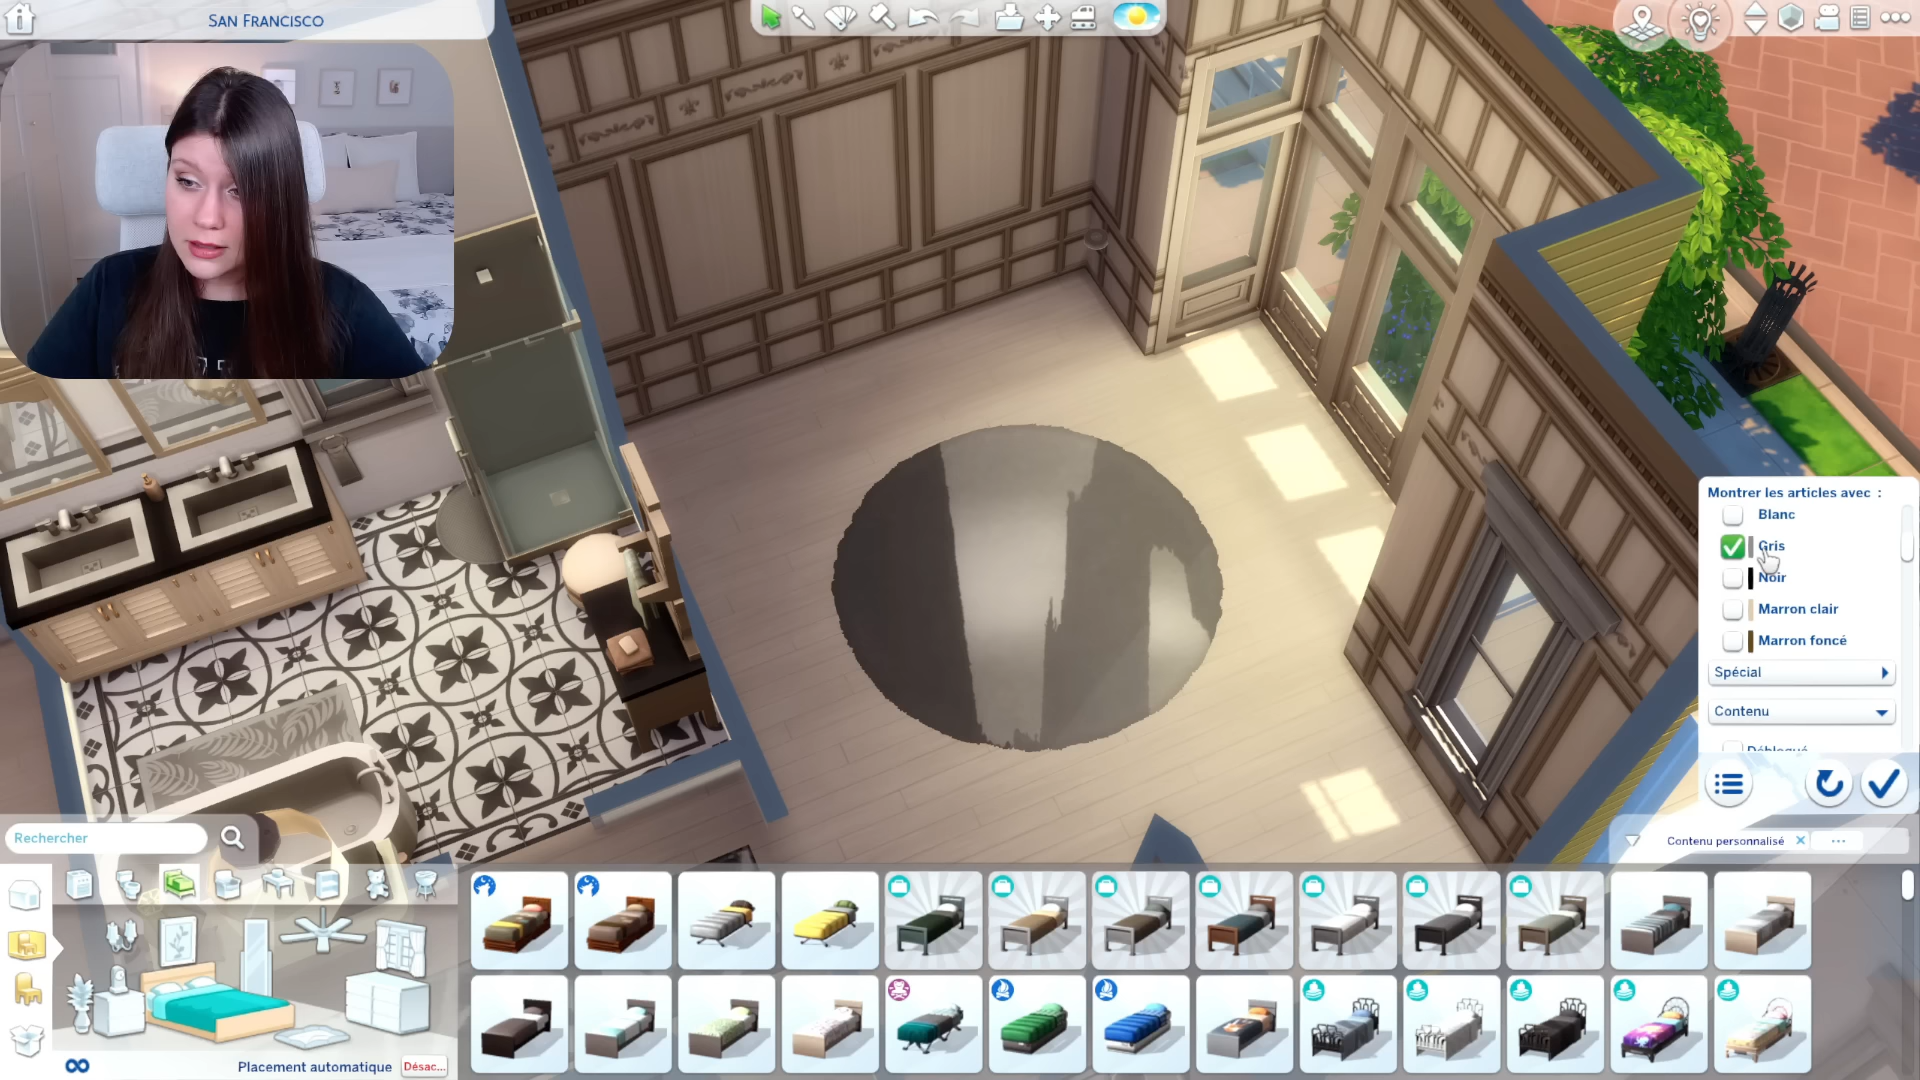 San Francisco
Montrer les articles avec :
Blanc
Gris
Noir
Marron clair
Marron foncé
Spécial
Contenu
Débloqué
Contenu personnalisé
Rechercher
Placement automatique
Désac...